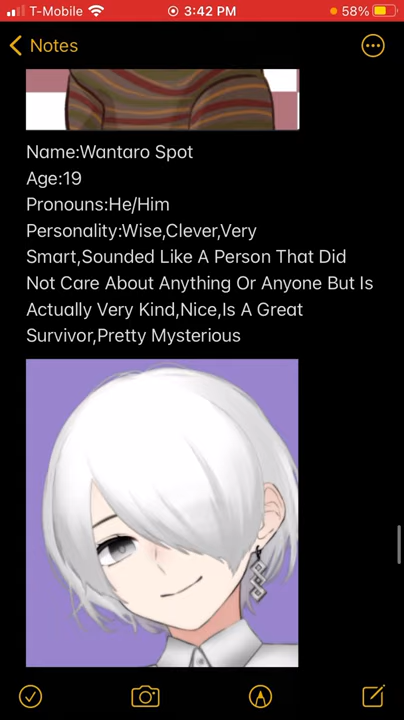 T-Mobile 3:42 PM 58%
Notes
Name:Wantaro Spot
Age:19
Pronouns:He/Him
Personality:Wise,Clever,Very
Smart,Sounded Like A Person That Did
Not Care About Anything Or Anyone But Is
Actually Very Kind,Nice,Is A Great
Survivor,Pretty Mysterious